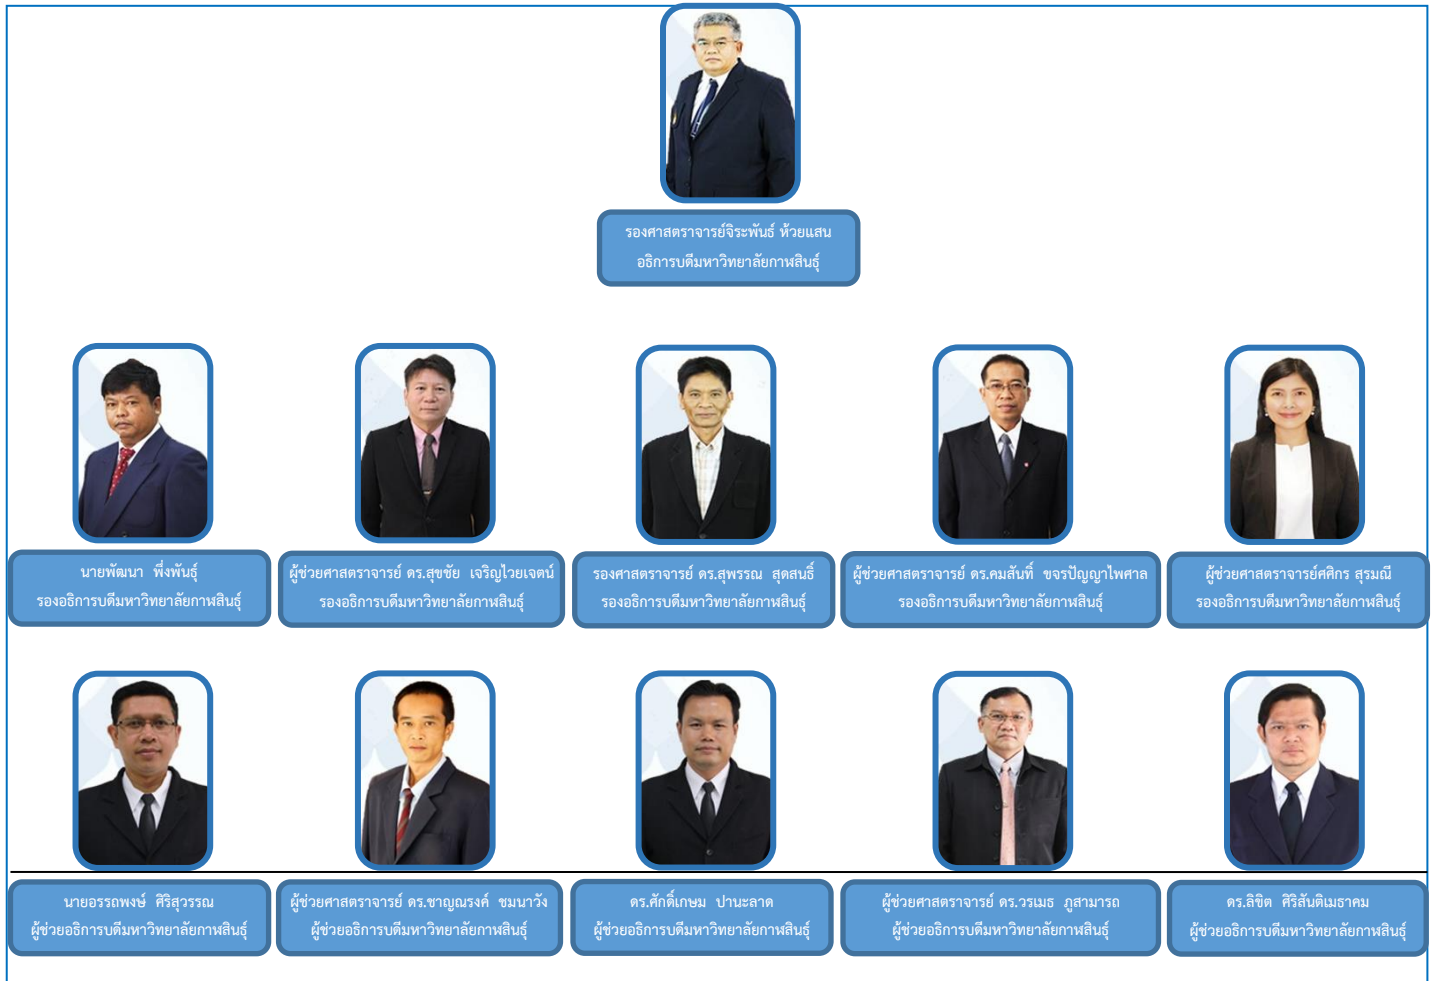 รองศาสตราจารย์จิระพันธ์ ห้วยแสน
อธิการบดีมหาวิทยาลัยกาฬสินธุ์
นายพัฒนา พึ่งพันธุ์
รองอธิการบดีมหาวิทยาลัยกาฬสินธุ์
ผู้ช่วยศาสตราจารย์ ดร.สุขชัย เจริญไวยเจตน์
รองอธิการบดีมหาวิทยาลัยกาฬสินธุ์
รองศาสตราจารย์ ดร.สุพรรณ สุดสนธิ์
รองอธิการบดีมหาวิทยาลัยกาฬสินธุ์
ผู้ช่วยศาสตราจารย์ ดร.คมสันทิ์ ขจรปัญญาไพศาล
รองอธิการบดีมหาวิทยาลัยกาฬสินธุ์
ผู้ช่วยศาสตราจารย์ศศิกร สุรมณี
รองอธิการบดีมหาวิทยาลัยกาฬสินธุ์
นายอรรถพงษ์ ศิริสุวรรณ
ผู้ช่วยอธิการบดีมหาวิทยาลัยกาฬสินธุ์
ผู้ช่วยศาสตราจารย์ ดร.ชาญณรงค์ ชมนาวัง
ผู้ช่วยอธิการบดีมหาวิทยาลัยกาฬสินธุ์
ดร.ศักดิ์เกษม ปานะลาด
ผู้ช่วยอธิการบดีมหาวิทยาลัยกาฬสินธุ์
ผู้ช่วยศาสตราจารย์ ดร.วรเมธ ภูสามารถ
ผู้ช่วยอธิการบดีมหาวิทยาลัยกาฬสินธุ์
ดร.ลิขิต ศิริสันติเมธาคม
ผู้ช่วยอธิการบดีมหาวิทยาลัยกาฬสินธุ์